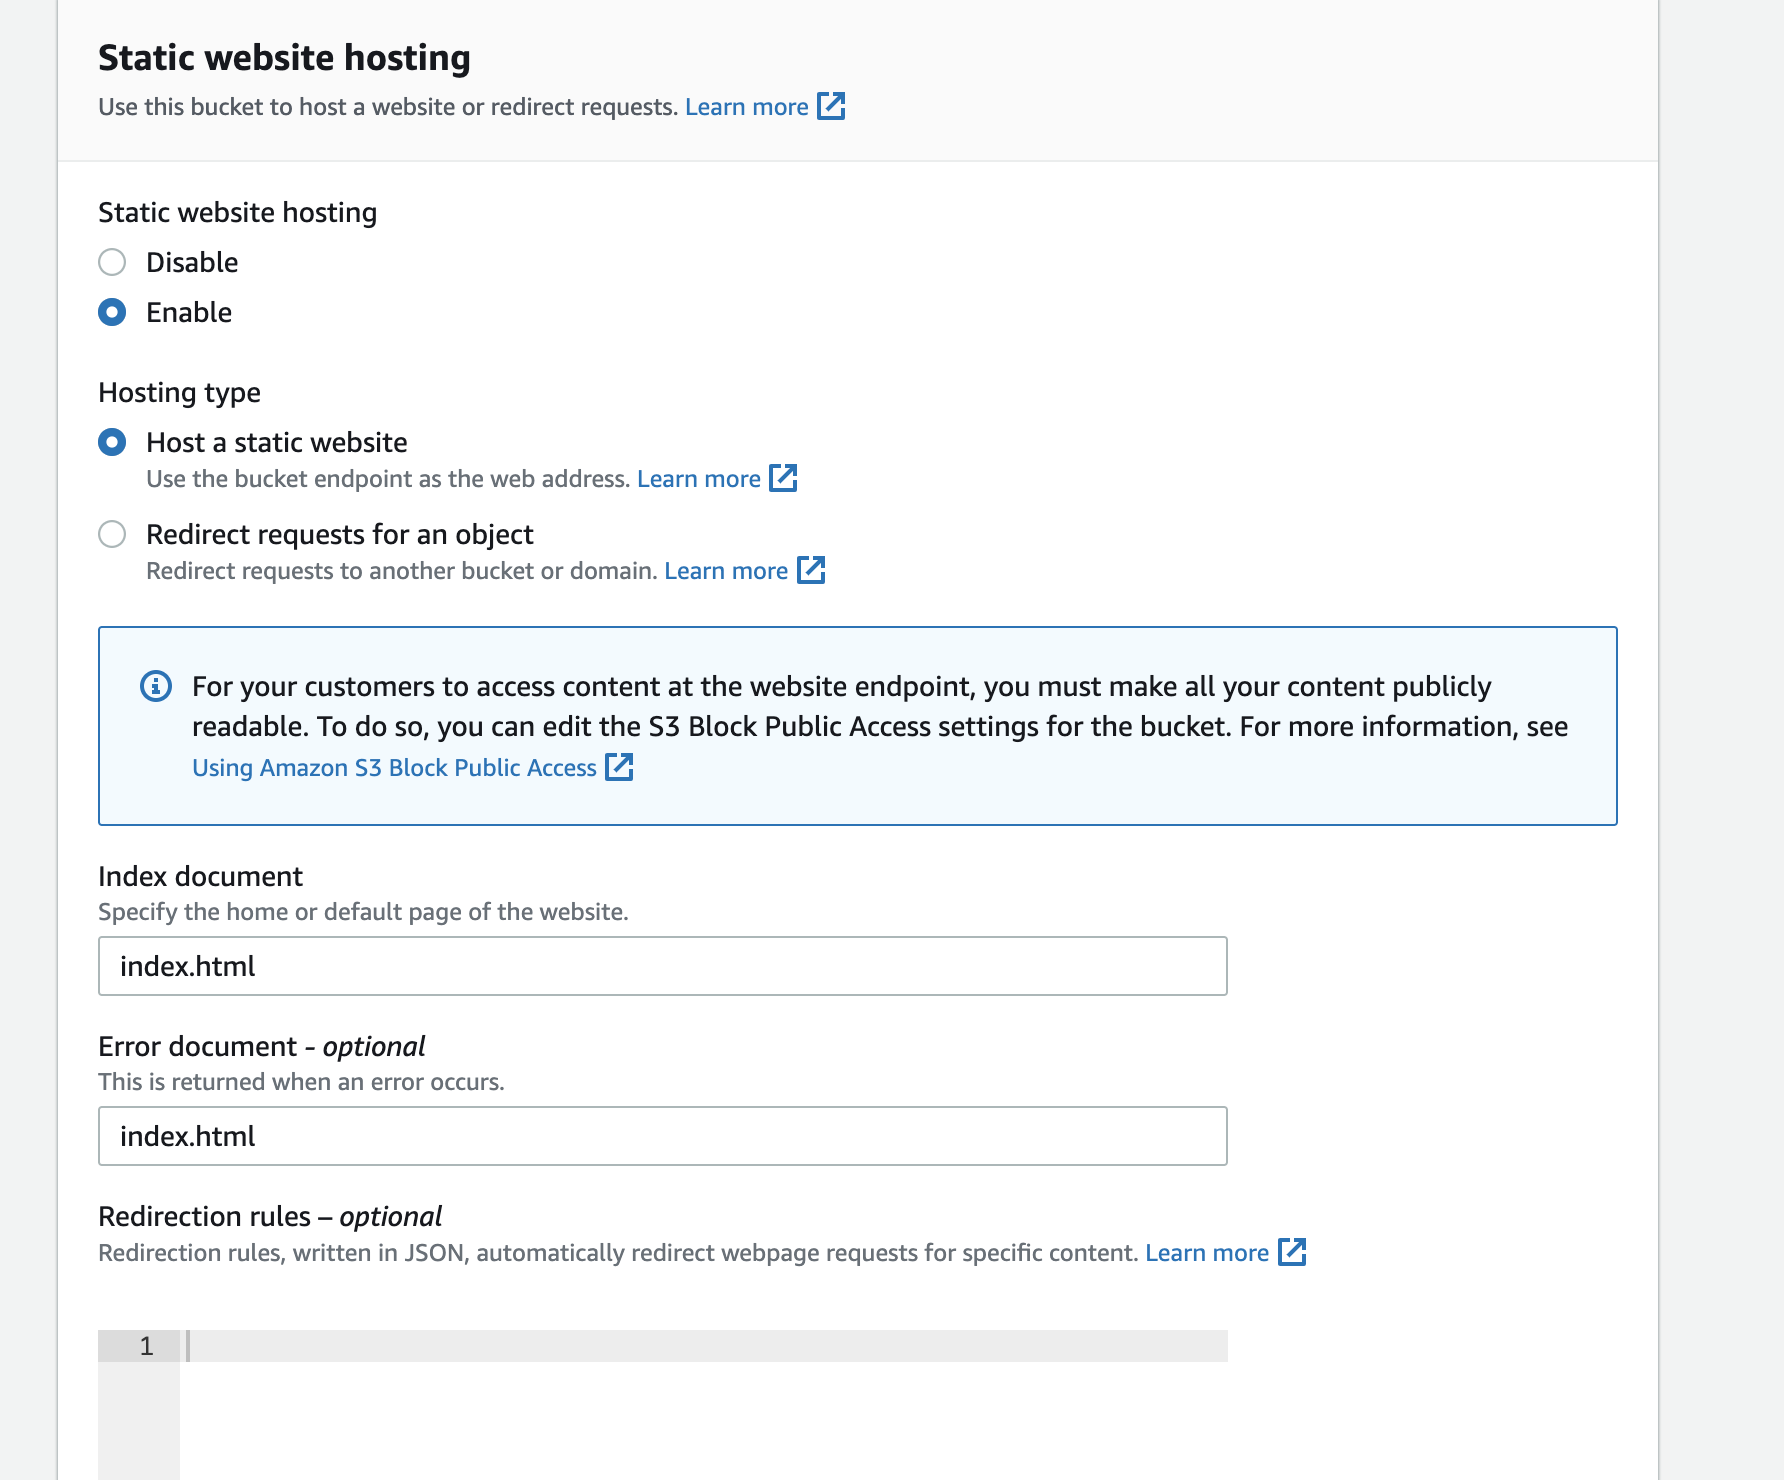 Static website hosting
Use this bucket to host a website or redirect requests. Learn more
Static website hosting
Disable
Enable
Hosting type
Host a static website
Use the bucket endpoint as the web address. Learn more
Redirect requests for an object
Redirect requests to another bucket or domain. Learn more
For your customers to access content at the website endpoint, you must make all your content publicly
readable. To do so, you can edit the S3 Block Public Access settings for the bucket. For more information, see
Using Amazon S3 Block Public Access
Index document
Specify the home or default page of the website.
index.html
Error document - optional
This is returned when an error occurs.
index.html
Redirection rules – optional
Redirection rules, written in JSON, automatically redirect webpage requests for specific content. Learn more
1